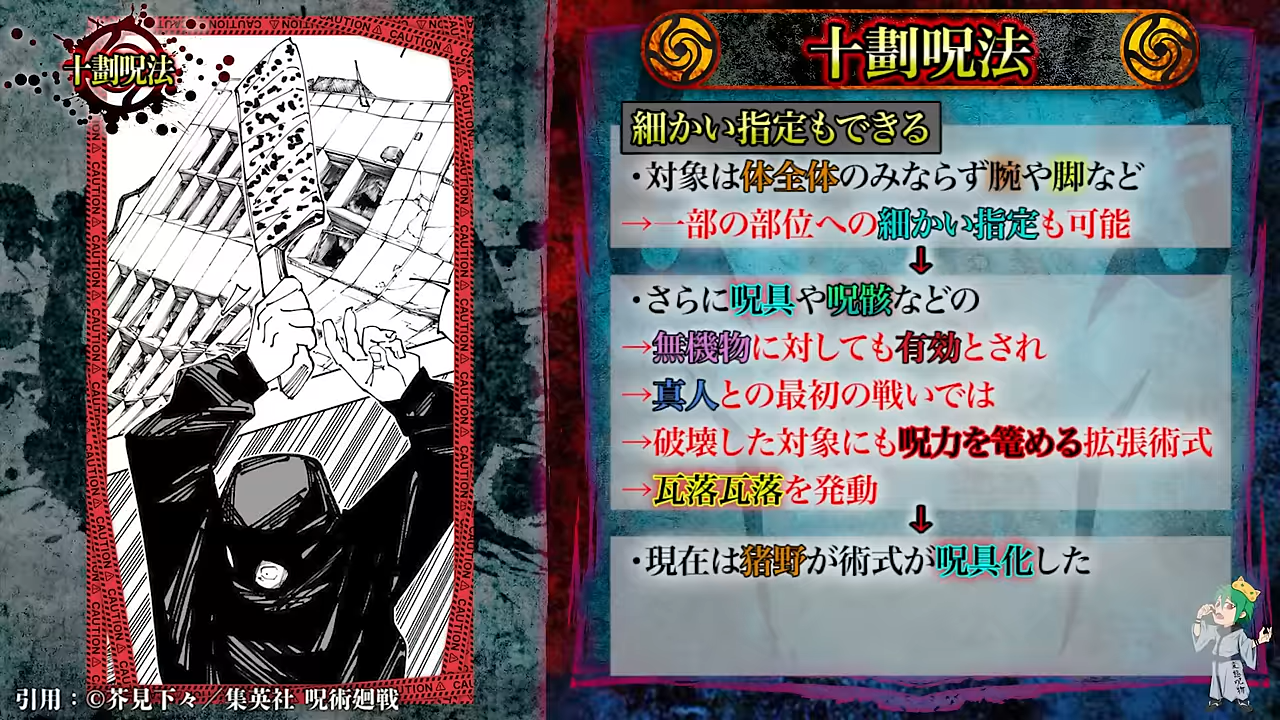 十劃呪法
十劃呪法
細かい指定もできる
・対象は体全体のみならず腕や脚など
→一部の部位への細かい指定も可能
↓
・さらに呪具や呪骸などの
→無機物に対しても有効とされ
→真人との最初の戦いでは
→破壊した対象にも呪力を篭める拡張術式
→瓦落瓦落を発動
↓
・現在は猪野が術式が呪具化した
引用：©芥見下々／集英社 呪術廻戦
CAUTION